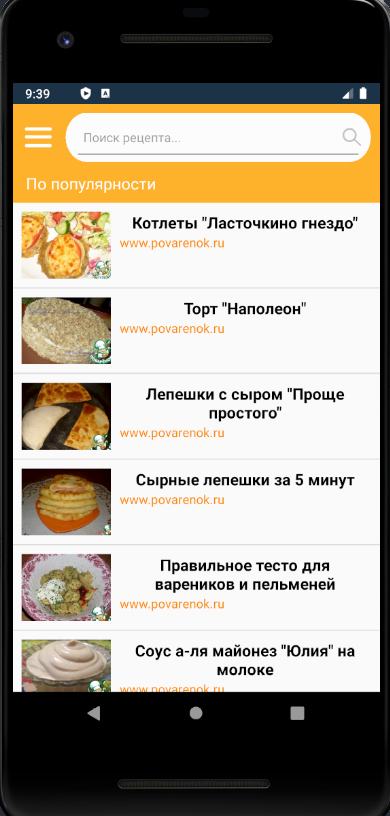 9:39
A
Поиск рецепта...
По популярности
Котлеты "Ласточкино гнездо"
www.povarenok.ru
Торт "Наполеон"
www.povarenok.ru
Лепешки с сыром "Проще
простого"
www.povarenok.ru
Сырные лепешки за 5 минут
www.povarenok.ru
Правильное тесто для
вареников и пельменей
www.povarenok.ru
Соус а-ля майонез "Юлия" на
молоке
www.povarenok.ru